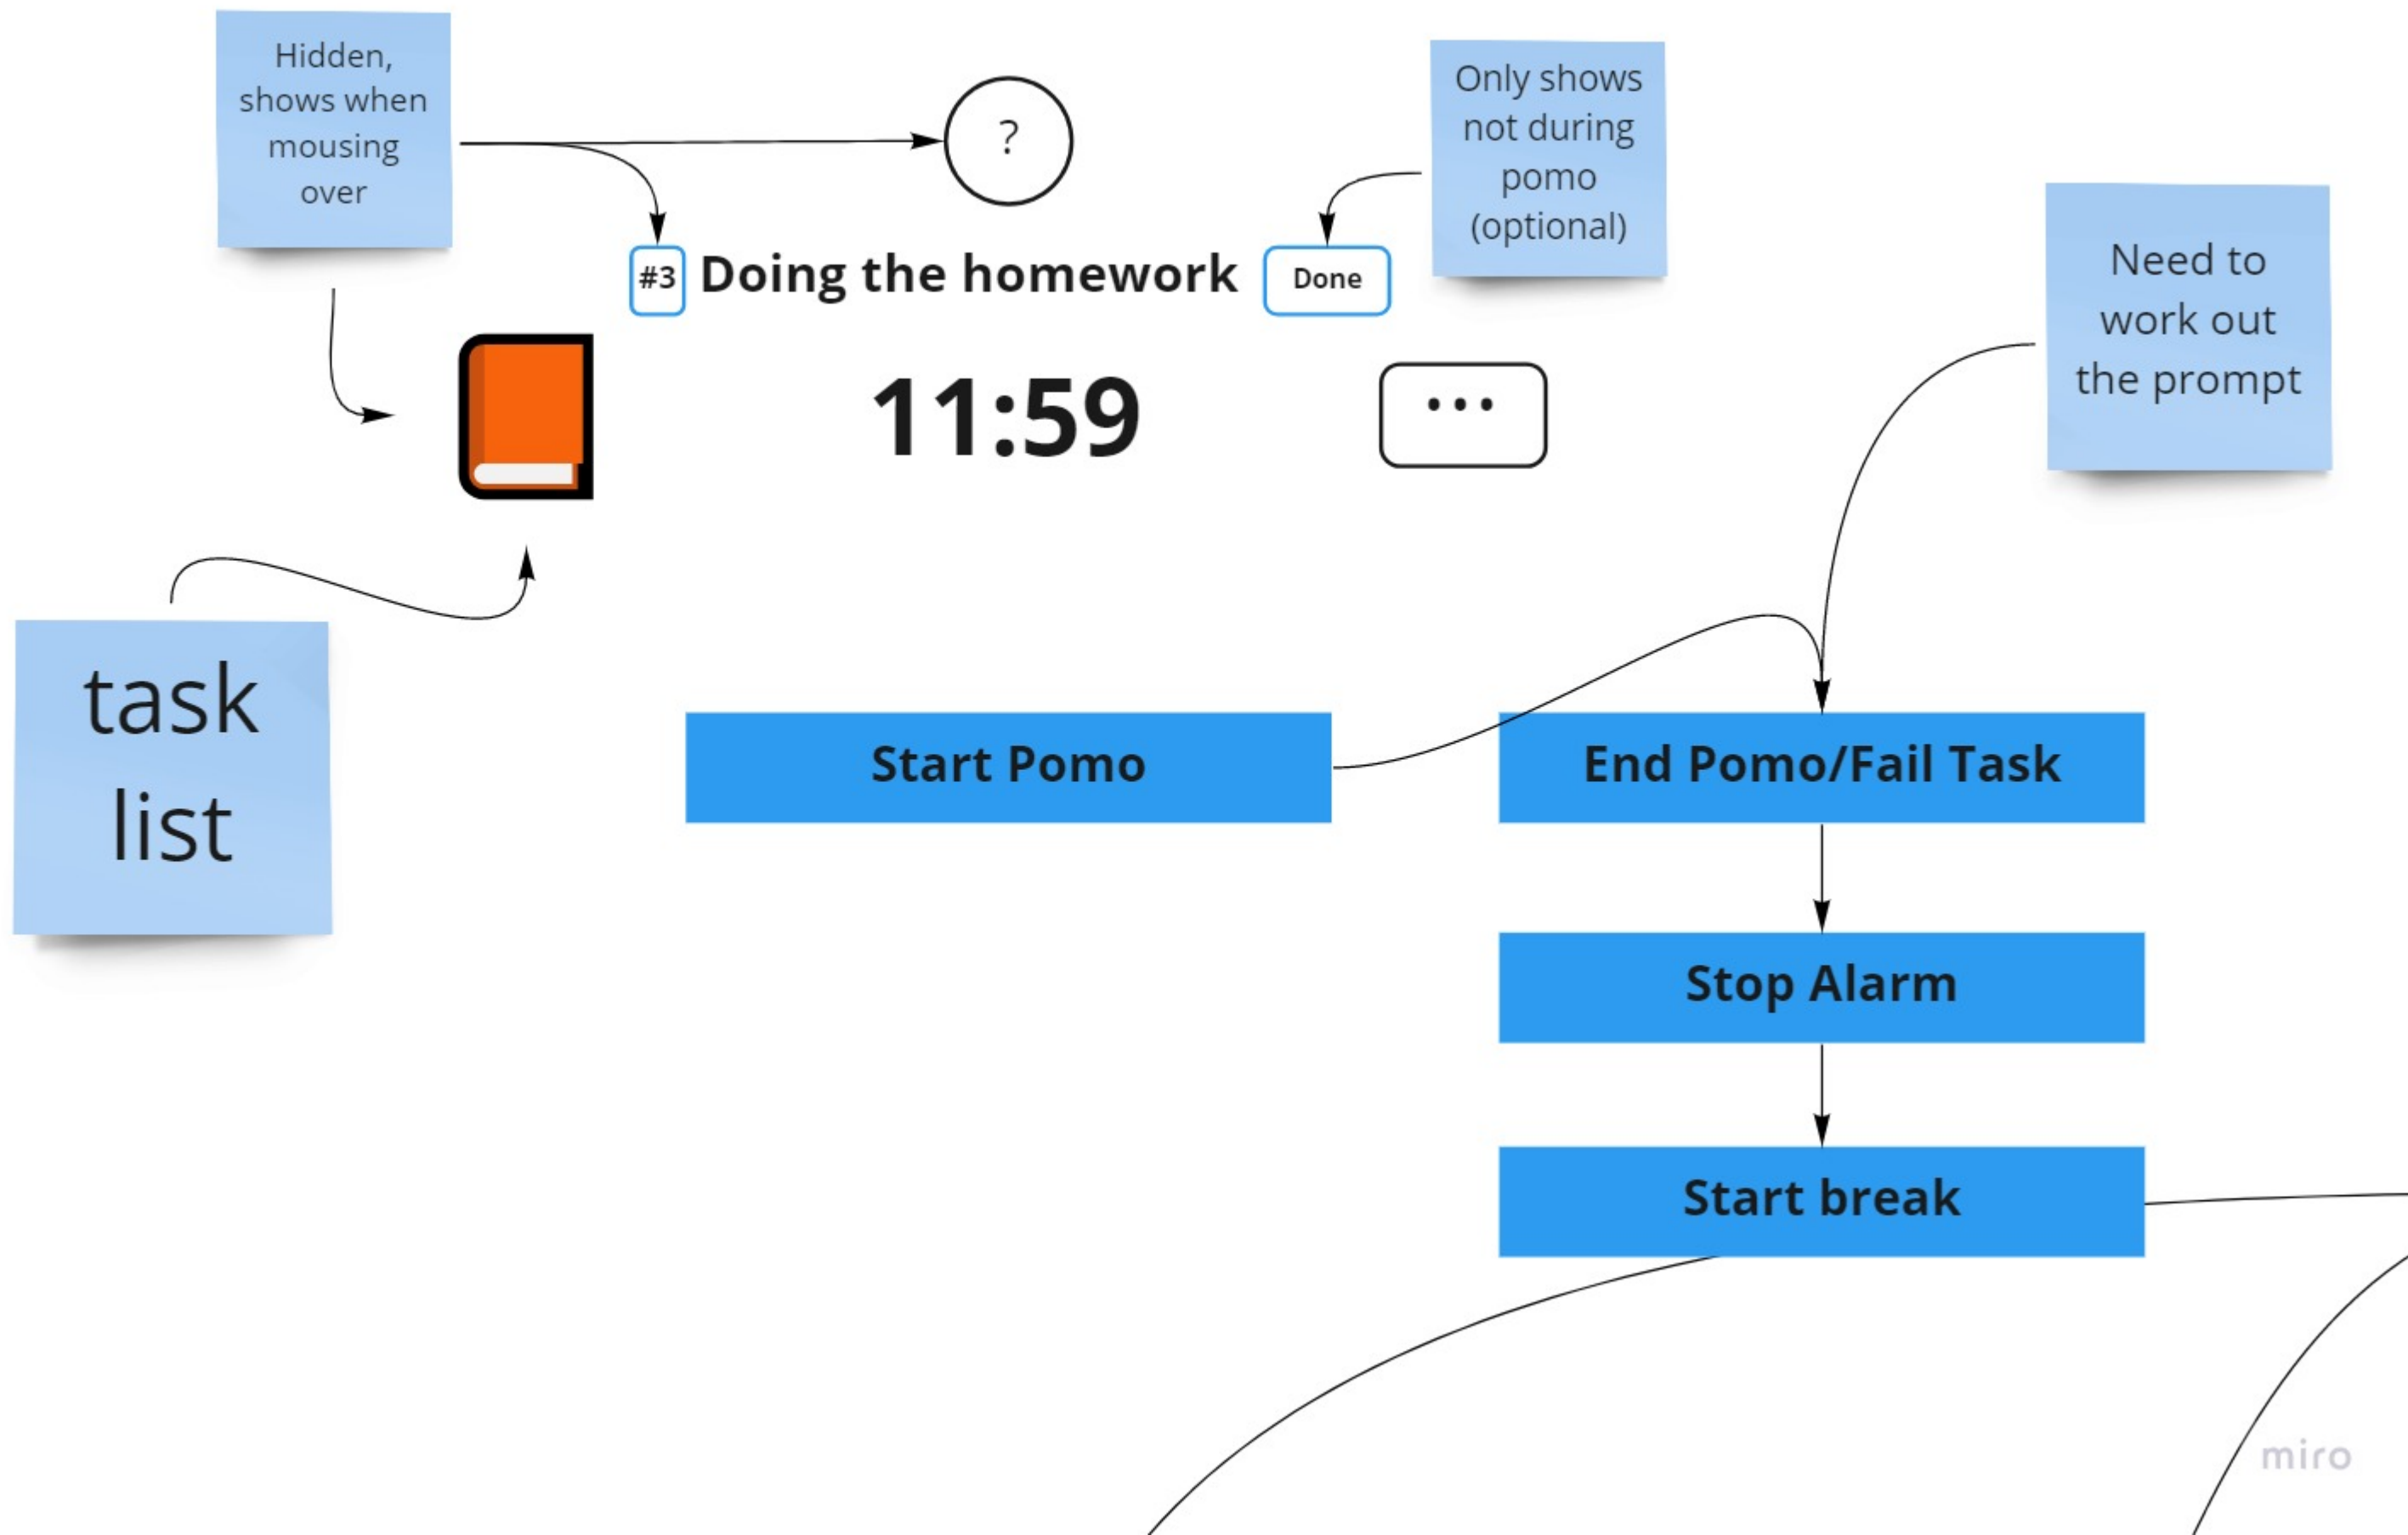 Hidden,
shows when
mousing
over
?
Only shows
not during
pomo
(optional)
#3 Doing the homework Done
Need to
work out
the prompt
11:59
•••
task
list
Start Pomo
End Pomo/Fail Task
Stop Alarm
Start break
miro